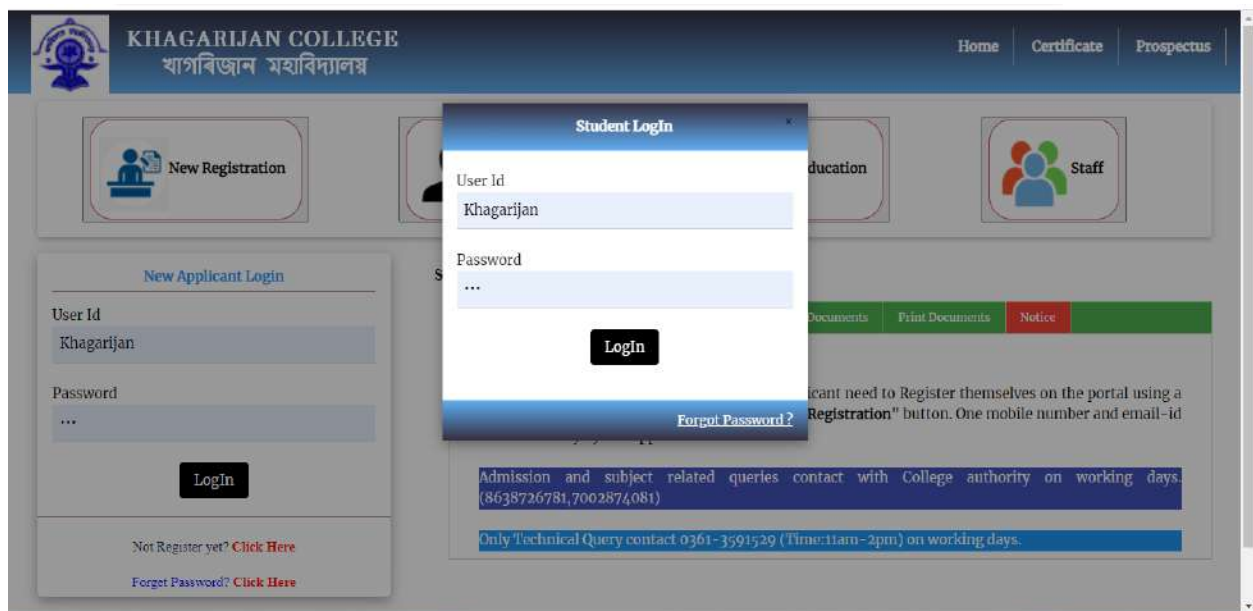 KHAGARIJAN COLLEGE
খাগৰিজান মহাবিদ্যালয়
Home
Certificate
Prospectus
New Registration
ducation
Staff
Student LogIn
×
User Id
Khagarijan
Password
...
LogIn
Forgot Password ?
New Applicant Login
User Id
Khagarijan
Password
...
LogIn
Not Register yet? Click Here
Forget Password? Click Here
S
Documents
Print Documents
Notice
icant need to Register themselves on the portal using a
Registration" button. One mobile number and email-id
Admission and subject related queries contact with College authority on working days.
(8638726781,7002874081)
Only Technical Query contact 0361-3591529 (Time:11am-2pm) on working days.